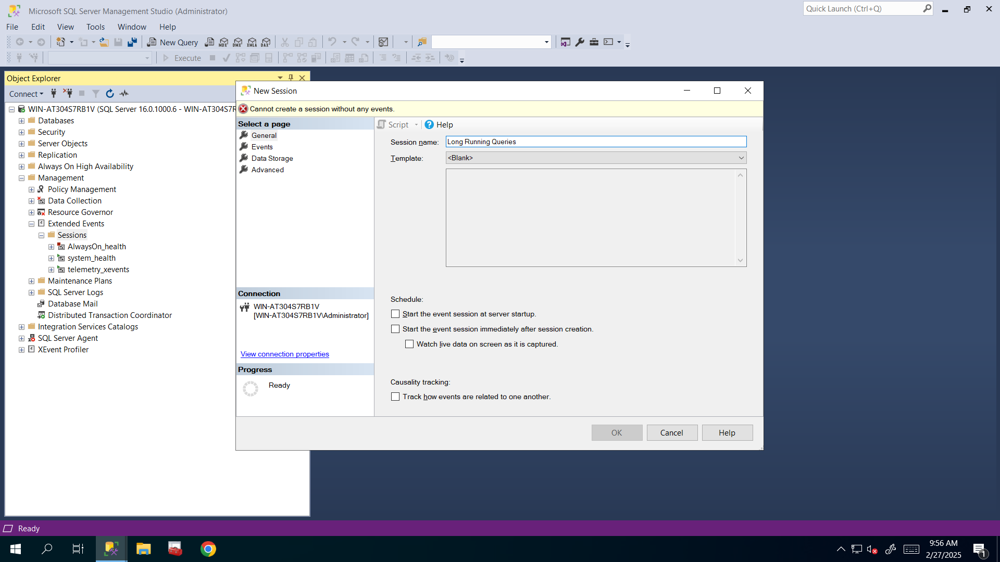 Microsoft SQL Server Management Studio (Administrator)
Quick Launch (Ctrl+Q)
File Edit View Tools Window Help
New Query
MDX DMX XMLA DAX
Execute
Object Explorer
Connect
WIN-AT304S7RB1V (SQL Server 16.0.1000.6 - WIN-AT304S7R
Databases
Security
Server Objects
Replication
Always On High Availability
Management
Policy Management
Data Collection
Resource Governor
Extended Events
Sessions
AlwaysOn_health
system_health
telemetry_xevents
Maintenance Plans
SQL Server Logs
Database Mail
Distributed Transaction Coordinator
Integration Services Catalogs
SQL Server Agent
XEvent Profiler
New Session
Cannot create a session without any events.
Select a page
General
Events
Data Storage
Advanced
Connection
WIN-AT304S7RB1V
[WIN-AT304S7RB1V\Administrator]
View connection properties
Progress
Ready
Script Help
Session name: Long Running Queries
Template: <Blank>
Schedule:
Start the event session at server startup.
Start the event session immediately after session creation.
Watch live data on screen as it is captured.
Causality tracking:
Track how events are related to one another.
OK Cancel Help
Ready
9:56 AM
2/27/2025
1